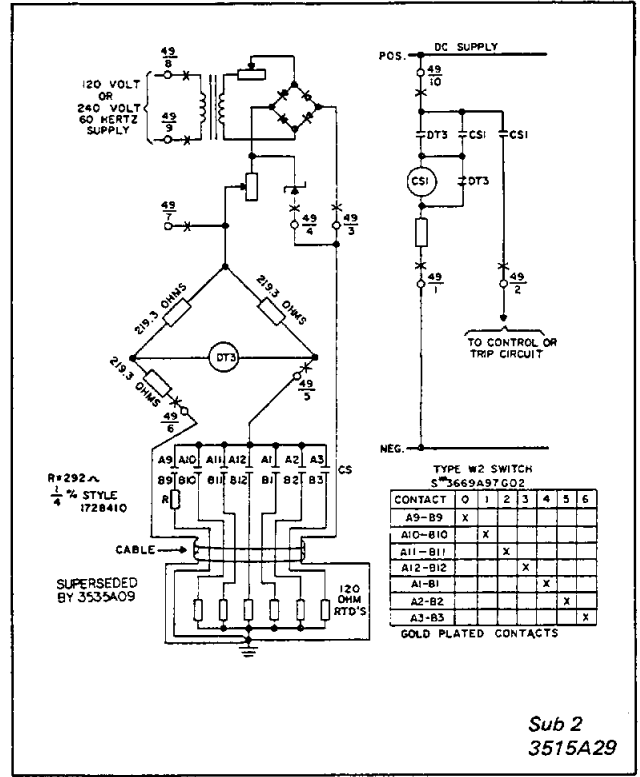 49
8
120 VOLT
OR
240 VOLT
60 HERTZ
SUPPLY
49
9
49
7
49
4
49
3
219.3 OHMS
219.3 OHMS
DT3
219.3 OHMS
49
5
49
6
DC SUPPLY
POS.
49
10
DT3
CS1
CS1
CS1
DT3
49
1
49
2
TO CONTROL OR
TRIP CIRCUIT
NEG.
A9 A10 A11 A12 A1 A2 A3
CS
B9 B10 B11 B12 B1 B2 B3
R=292
1/4 % STYLE
1728410
R
CABLE
SUPERSEDED
BY 3535A09
120
OHM
RTD'S
TYPE W2 SWITCH
S#3669A97G02
CONTACT 0 1 2 3 4 5 6
A9-B9 X
A10-B10 X
A11-B11 X
A12-B12 X
A1-B1 X
A2-B2 X
A3-B3 X
GOLD PLATED CONTACTS
Sub 2
3515A29